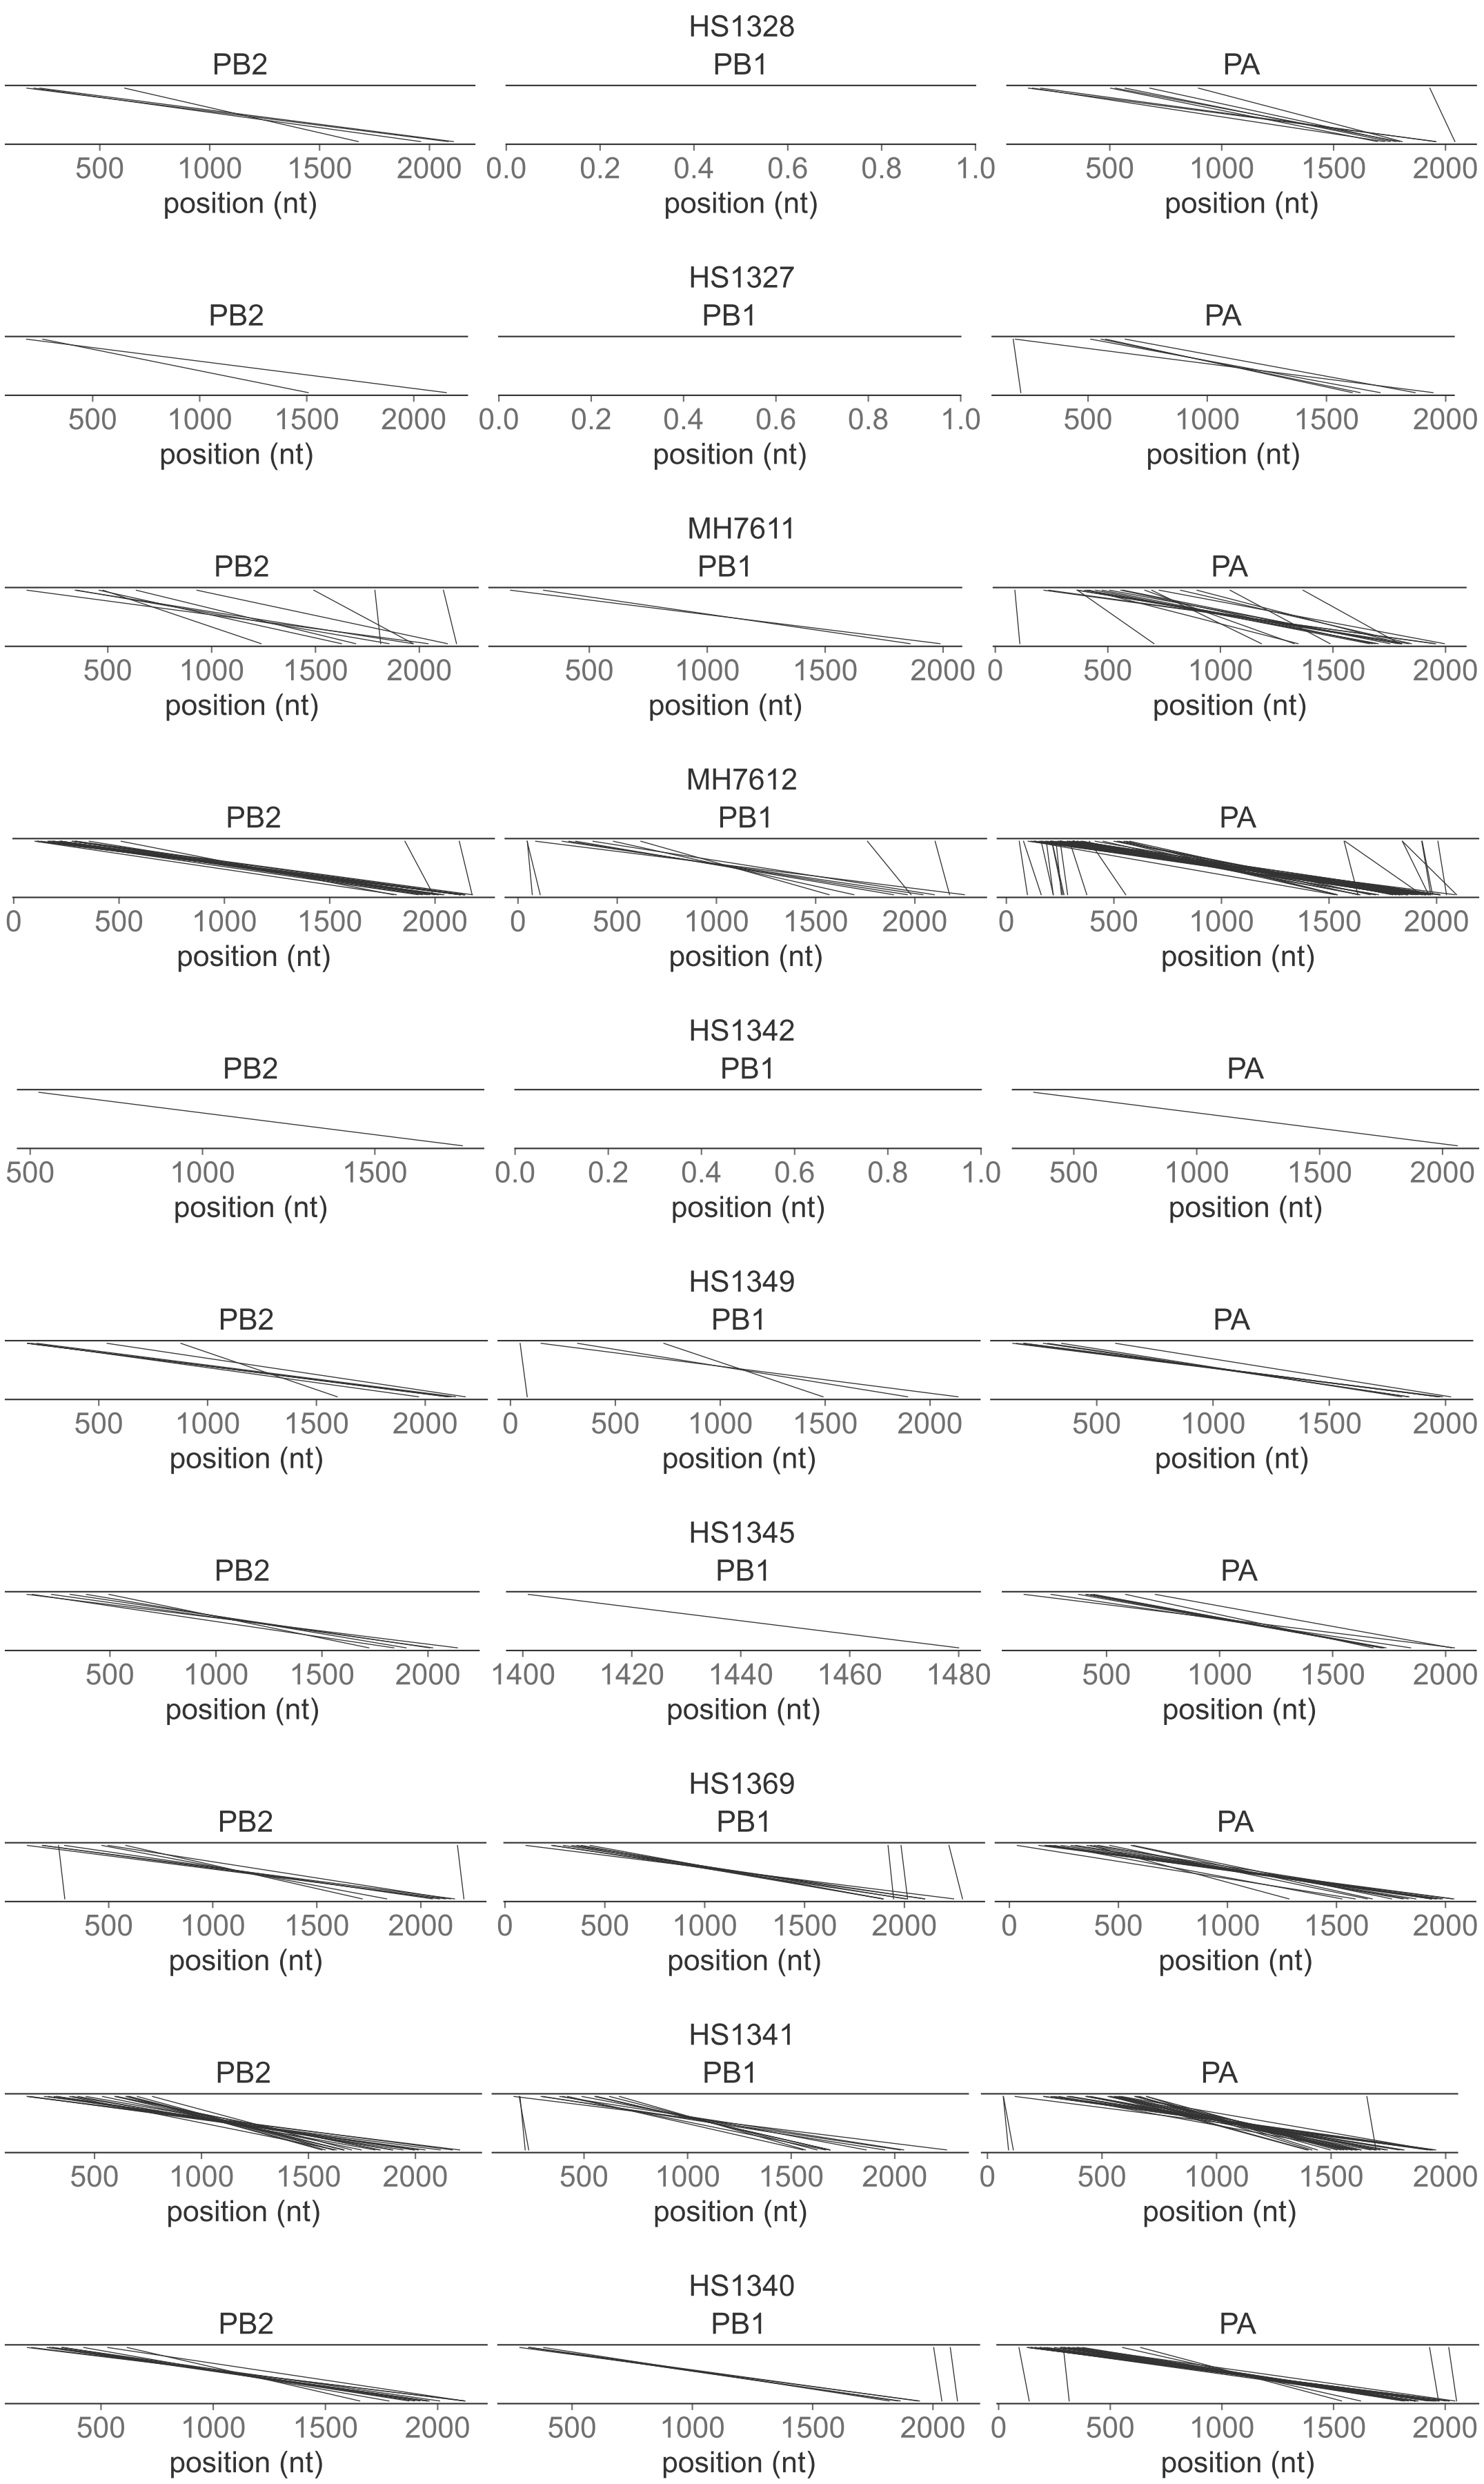 HS1328
PB2 PB1 PA
500 1000 1500 2000 0.0 0.2 0.4 0.6 0.8 1.0 500 1000 1500 2000
position (nt) position (nt) position (nt)
HS1327
PB2 PB1 PA
500 1000 1500 2000 0.0 0.2 0.4 0.6 0.8 1.0 500 1000 1500 2000
position (nt) position (nt) position (nt)
MH7611
PB2 PB1 PA
500 1000 1500 2000 500 1000 1500 2000 0 500 1000 1500 2000
position (nt) position (nt) position (nt)
MH7612
PB2 PB1 PA
0 500 1000 1500 2000 0 500 1000 1500 2000 0 500 1000 1500 2000
position (nt) position (nt) position (nt)
HS1342
PB2 PB1 PA
500 1000 1500 0.0 0.2 0.4 0.6 0.8 1.0 500 1000 1500 2000
position (nt) position (nt) position (nt)
HS1349
PB2 PB1 PA
500 1000 1500 2000 0 500 1000 1500 2000 500 1000 1500 2000
position (nt) position (nt) position (nt)
HS1345
PB2 PB1 PA
500 1000 1500 2000 1400 1420 1440 1460 1480 500 1000 1500 2000
position (nt) position (nt) position (nt)
HS1369
PB2 PB1 PA
500 1000 1500 2000 0 500 1000 1500 2000 0 500 1000 1500 2000
position (nt) position (nt) position (nt)
HS1341
PB2 PB1 PA
500 1000 1500 2000 500 1000 1500 2000 0 500 1000 1500 2000
position (nt) position (nt) position (nt)
HS1340
PB2 PB1 PA
500 1000 1500 2000 500 1000 1500 2000 0 500 1000 1500 2000
position (nt) position (nt) position (nt)